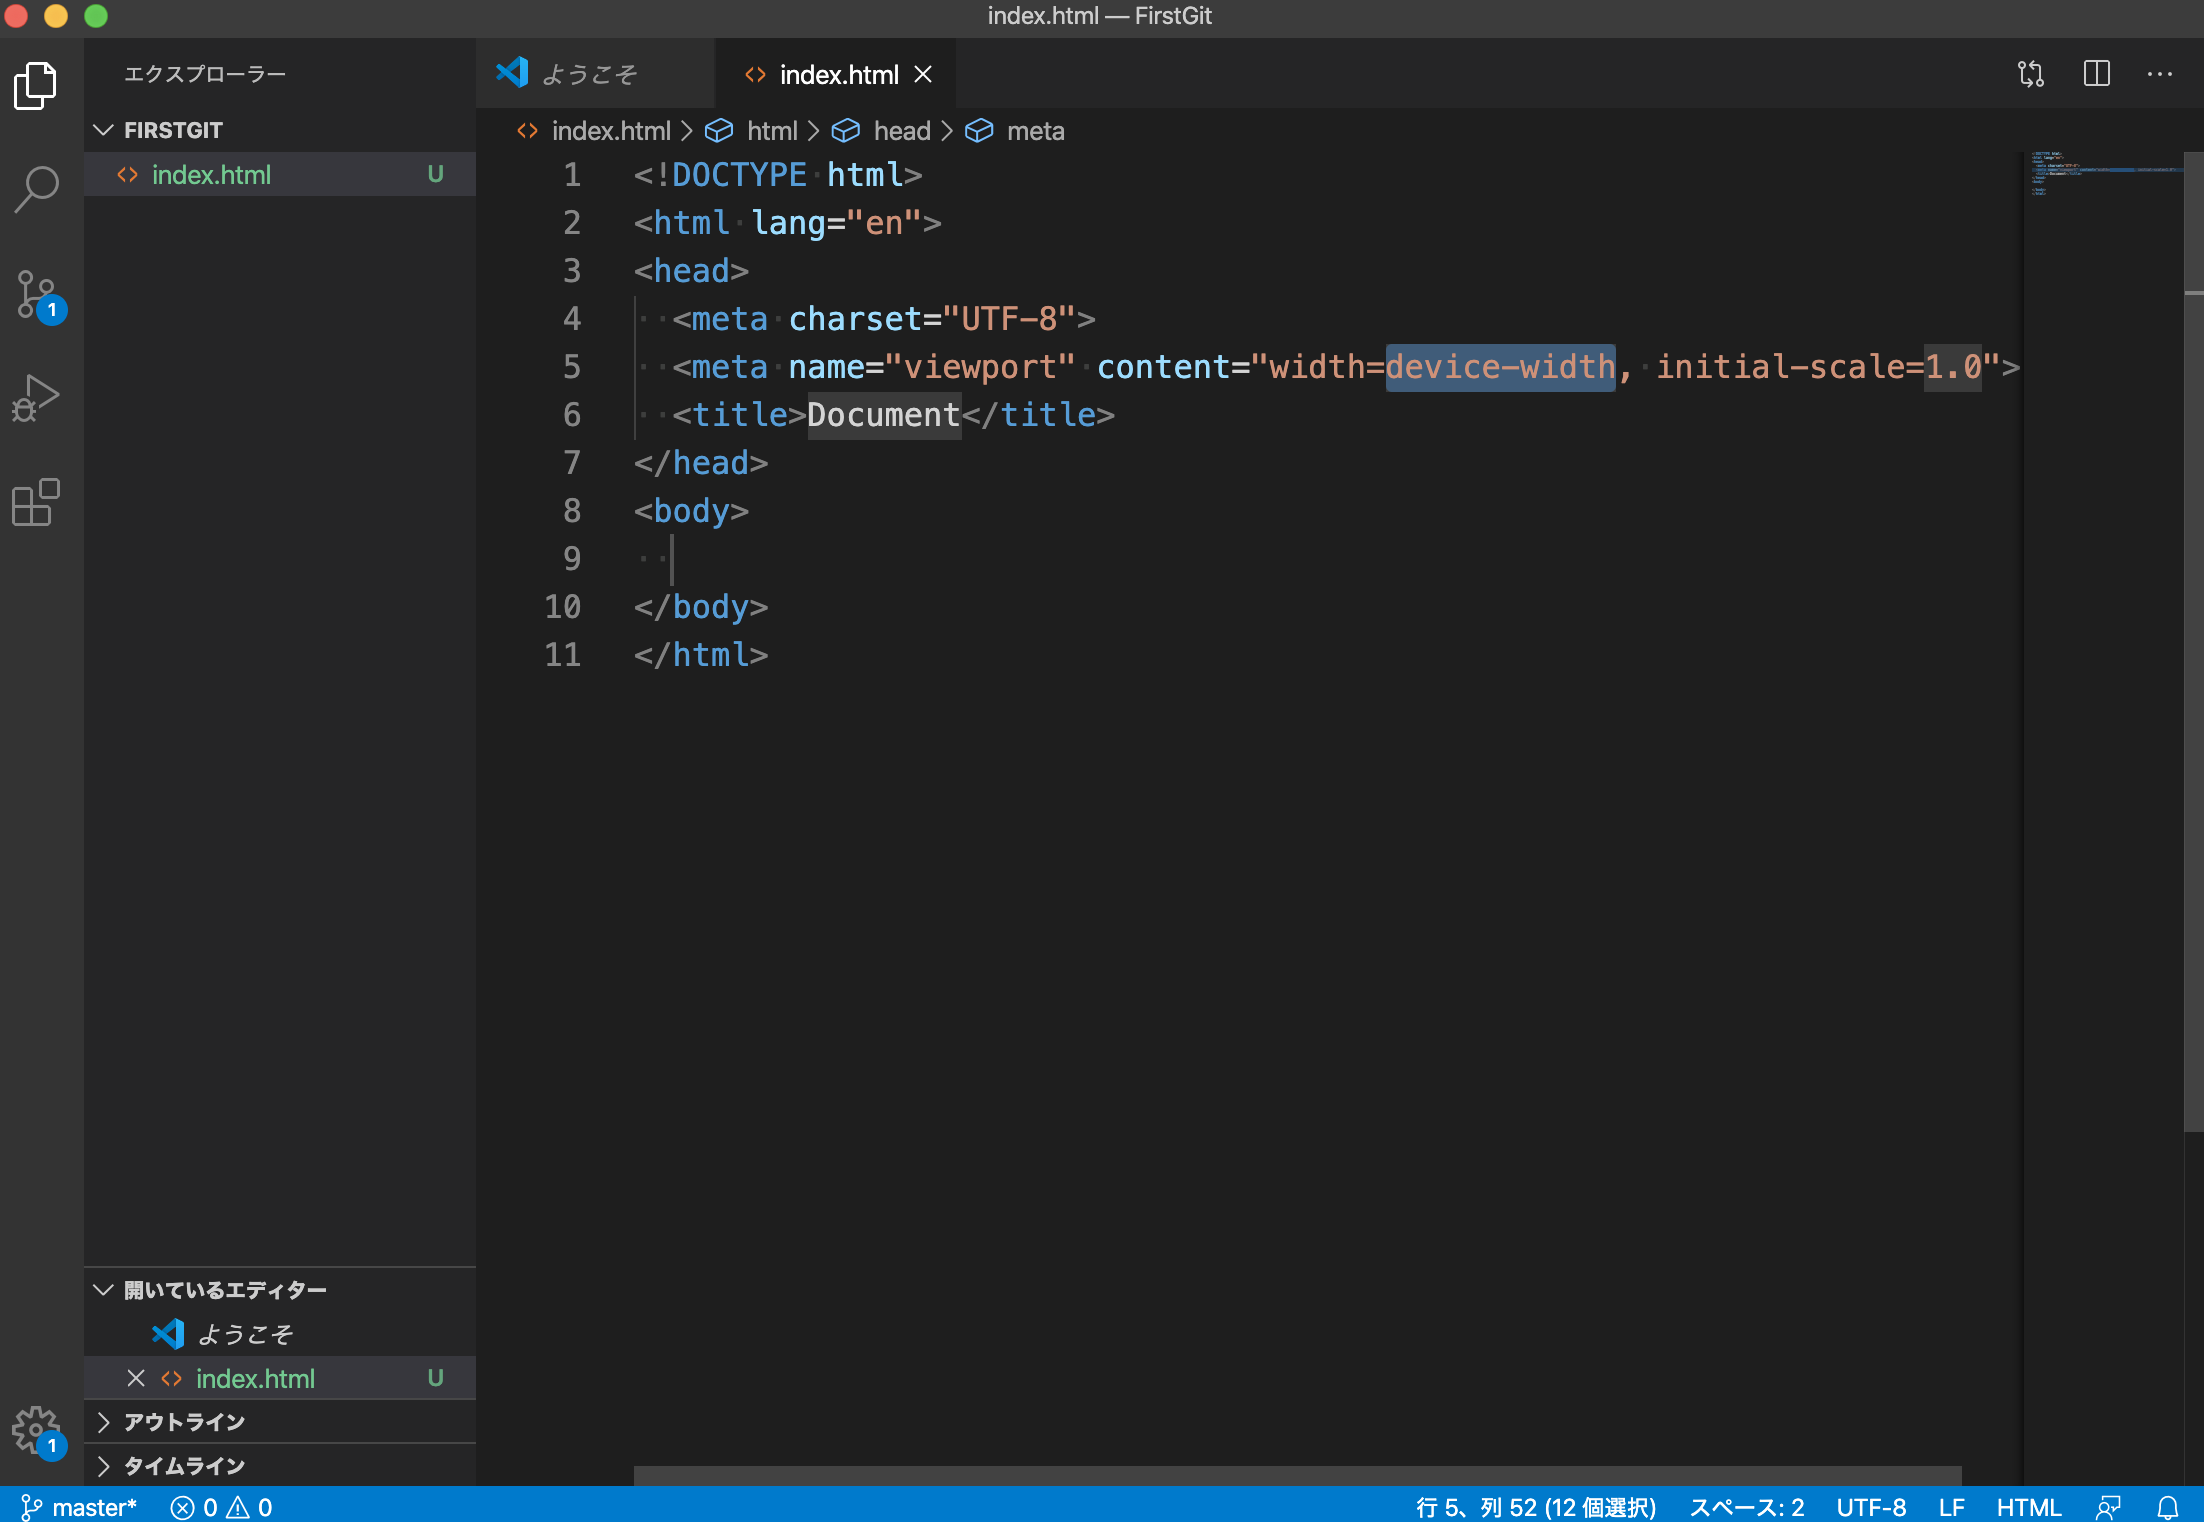 index.html — FirstGit
エクスプローラー
FIRSTGIT
index.html U
1
ようこそ
index.html
index.html html head meta
1 <!DOCTYPE html>
2 <html lang="en">
3 <head>
4 <meta charset="UTF-8">
5 <meta name="viewport" content="width=device-width, initial-scale=1.0">
6 <title>Document</title>
7 </head>
8 <body>
9
10 </body>
11 </html>
開いているエディター
ようこそ
index.html U
アウトライン
タイムライン
1
master* 0 0 行 5、列 52 (12 個選択) スペース: 2 UTF-8 LF HTML